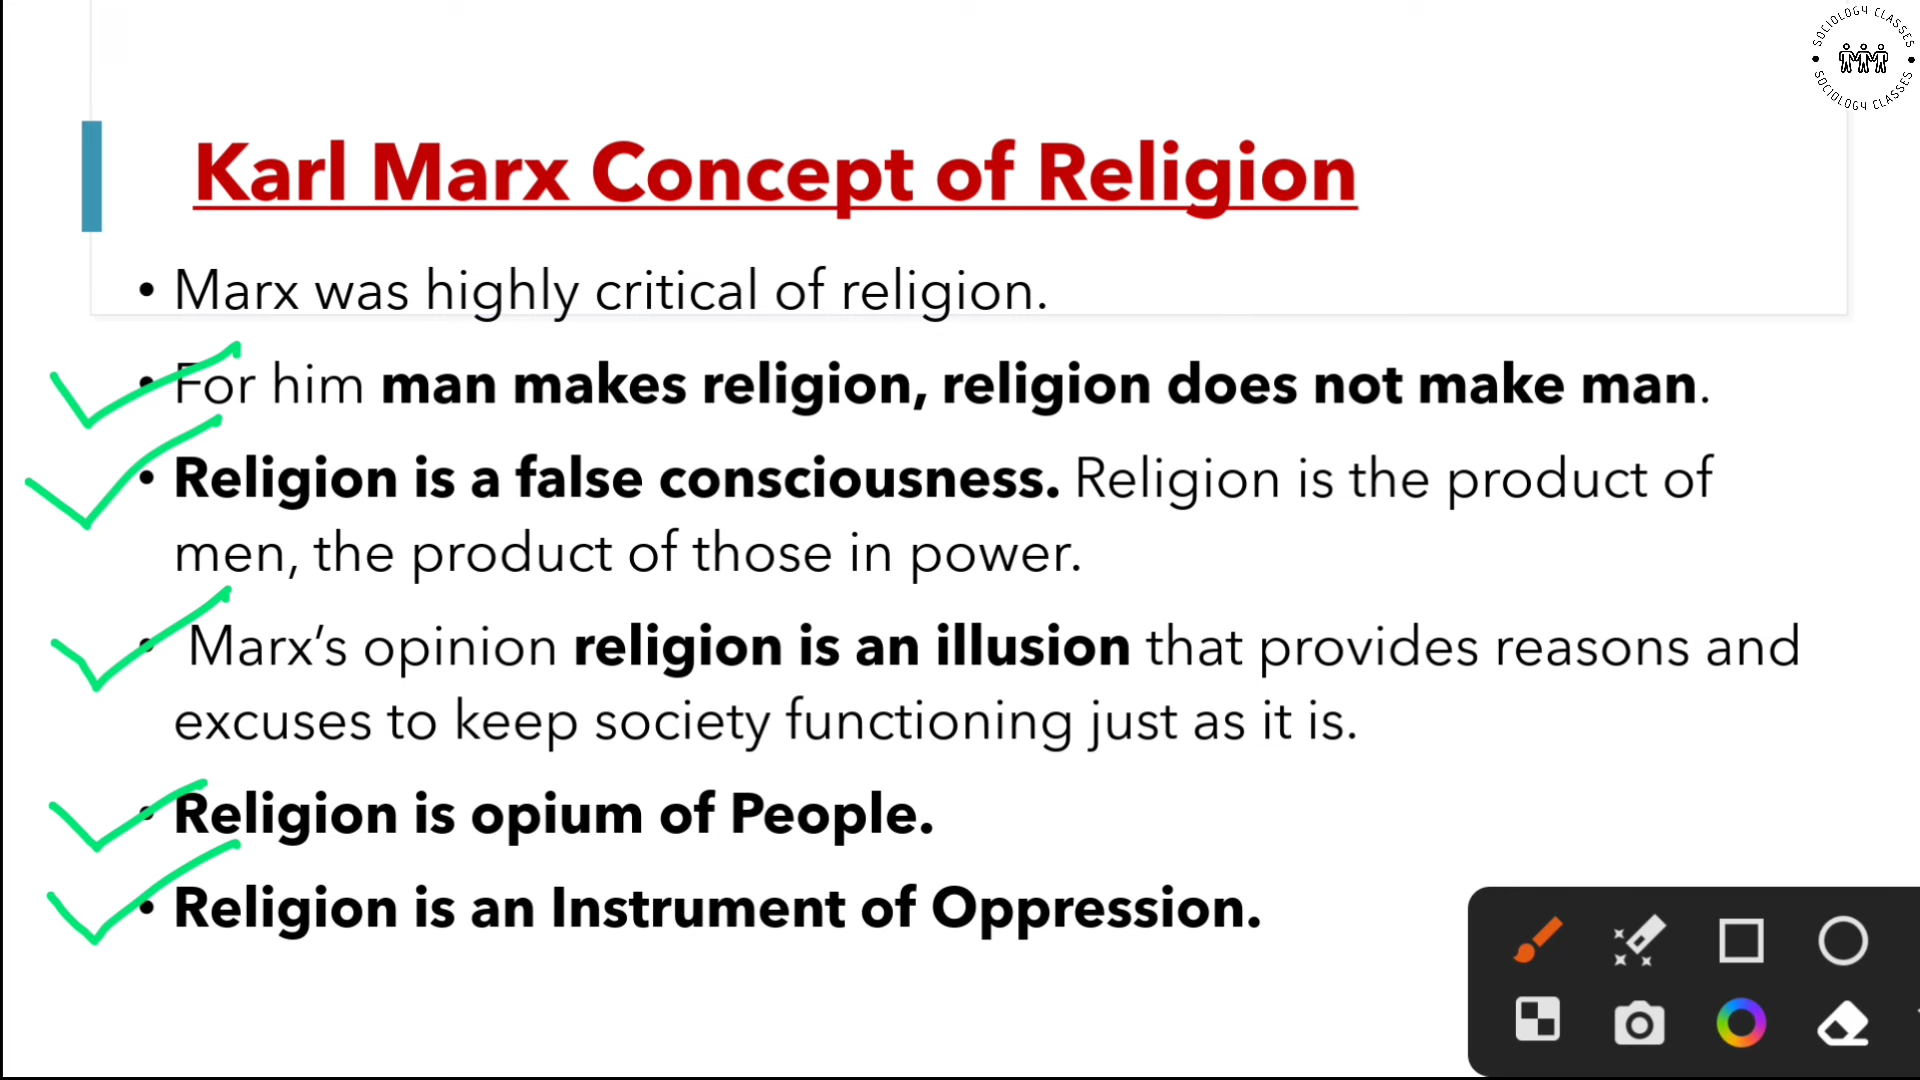 SOCIOLOGY CLASSES
SOCIOLOGY CLASSES
Karl Marx Concept of Religion
• Marx was highly critical of religion.
• For him man makes religion, religion does not make man.
• Religion is a false consciousness. Religion is the product of
men, the product of those in power.
• Marx’s opinion religion is an illusion that provides reasons and
excuses to keep society functioning just as it is.
• Religion is opium of People.
• Religion is an Instrument of Oppression.